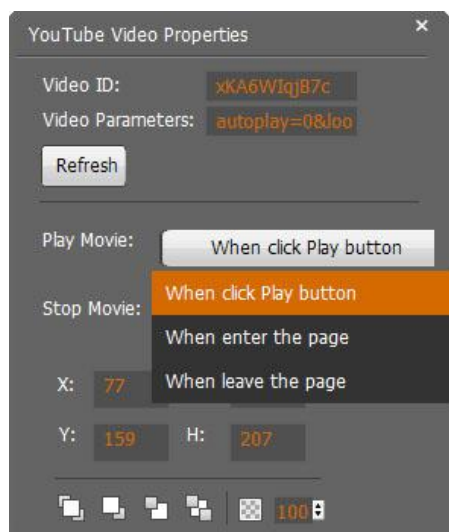 YouTube Video Properties
Video ID: xKA6WIqjB7c
Video Parameters: autoplay=0&loo
Refresh
Play Movie: When click Play button
When click Play button
Stop Movie:
When enter the page
When leave the page
X: 77
Y: 159 H: 207
100